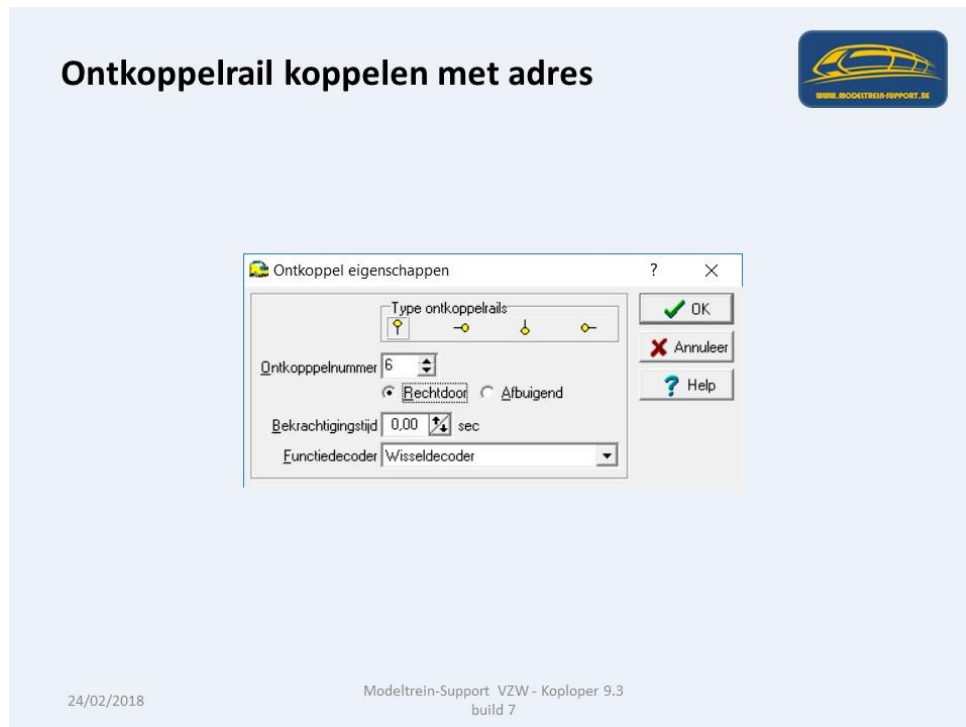 Ontkoppelrail koppelen met adres
WWW.MODELTREIN-SUPPORT.BE
Ontkoppel eigenschappen
?
Type ontkoppelrails
OK
Annuleer
Ontkopppelnummer 6
? Help
Rechtdoor Afbuigend
Bekrachtigingstijd 0,00 sec
Functiedecoder Wisseldecoder
24/02/2018
Modeltrein-Support VZW - Koploper 9.3
build 7